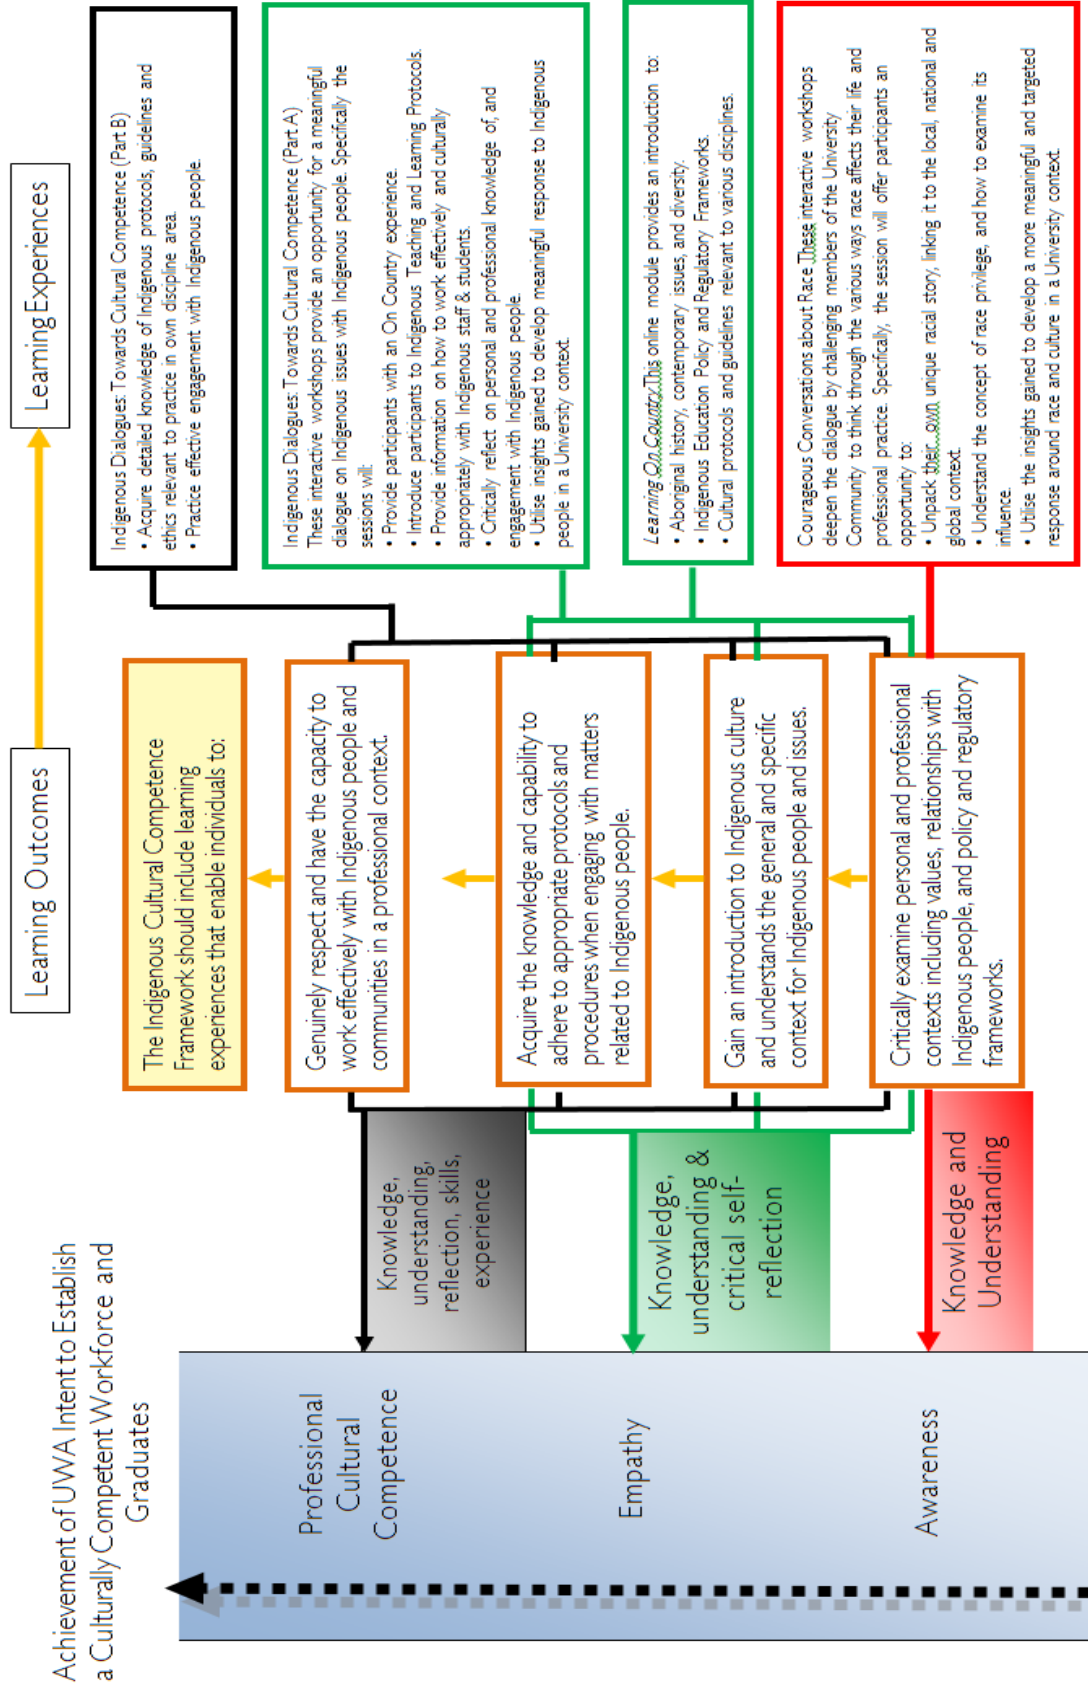 Achievement of UWA Intent to Establish
a Culturally Competent Workforce and
Graduates
Professional
Cultural
Competence
Empathy
Awareness
Knowledge,
understanding,
reflection, skills,
experience
Knowledge,
understanding &
critical self-
reflection
Knowledge and
Understanding
Learning Outcomes
The Indigenous Cultural Competence
Framework should include learning
experiences that enable individuals to:
Genuinely respect and have the capacity to
work effectively with Indigenous people and
communities in a professional context.
Acquire the knowledge and capability to
adhere to appropriate protocols and
procedures when engaging with matters
related to Indigenous people.
Gain an introduction to Indigenous culture
and understands the general and specific
context for Indigenous people and issues.
Critically examine personal and professional
contexts including values, relationships with
Indigenous people, and policy and regulatory
frameworks.
Learning Experiences
Indigenous Dialogues: Towards Cultural Competence (Part B)
• Acquire detailed knowledge of Indigenous protocols, guidelines and
ethics relevant to practice in own discipline area.
• Practice effective engagement with Indigenous people.
Indigenous Dialogues: Towards Cultural Competence (Part A)
These interactive workshops provide an opportunity for a meaningful
dialogue on Indigenous issues with Indigenous people. Specifically the
sessions will:
• Provide participants with an On Country experience.
• Introduce participants to Indigenous Teaching and Learning Protocols.
• Provide information on how to work effectively and culturally
appropriately with Indigenous staff & students.
• Critically reflect on personal and professional knowledge of, and
engagement with Indigenous people.
• Utilise insights gained to develop meaningful response to Indigenous
people in a University context.
Learning On Country This online module provides an introduction to:
• Aboriginal history, contemporary issues, and diversity.
• Indigenous Education Policy and Regulatory Frameworks.
• Cultural protocols and guidelines relevant to various disciplines.
Courageous Conversations about Race These interactive workshops
deepen the dialogue by challenging members of the University
Community to think through the various ways race affects their life and
professional practice. Specifically, the session will offer participants an
opportunity to:
• Unpack their own unique racial story, linking it to the local, national and
global context.
• Understand the concept of race privilege, and how to examine its
influence.
• Utilise the insights gained to develop a more meaningful and targeted
response around race and culture in a University context.